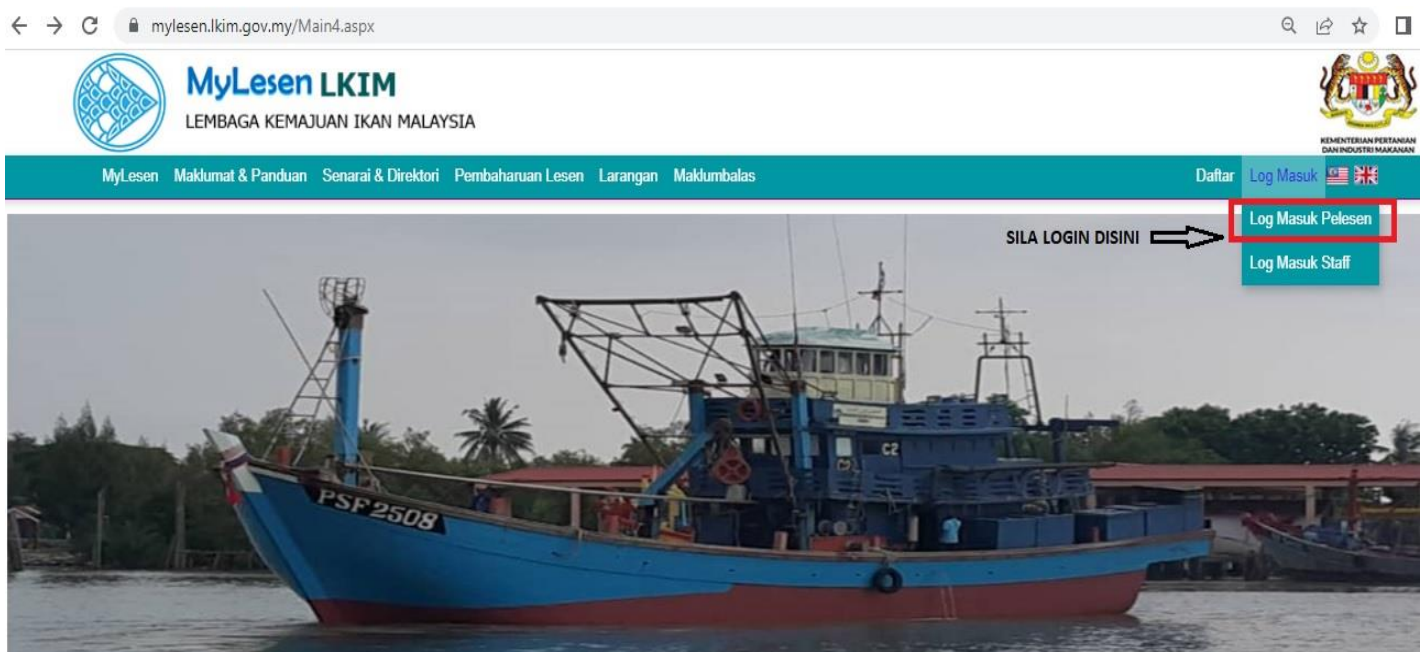 mylesen.lkim.gov.my/Main4.aspx
MyLesen LKIM
LEMBAGA KEMAJUAN IKAN MALAYSIA
KEMENTERIAN PERTANIAN
DAN INDUSTRI MAKANAN
MyLesen Maklumat & Panduan Senarai & Direktori Pembaharuan Lesen Larangan Maklumbalas Daftar Log Masuk
Log Masuk Pelesen
SILA LOGIN DISINI
Log Masuk Staff
C2
C2
PSF 2508